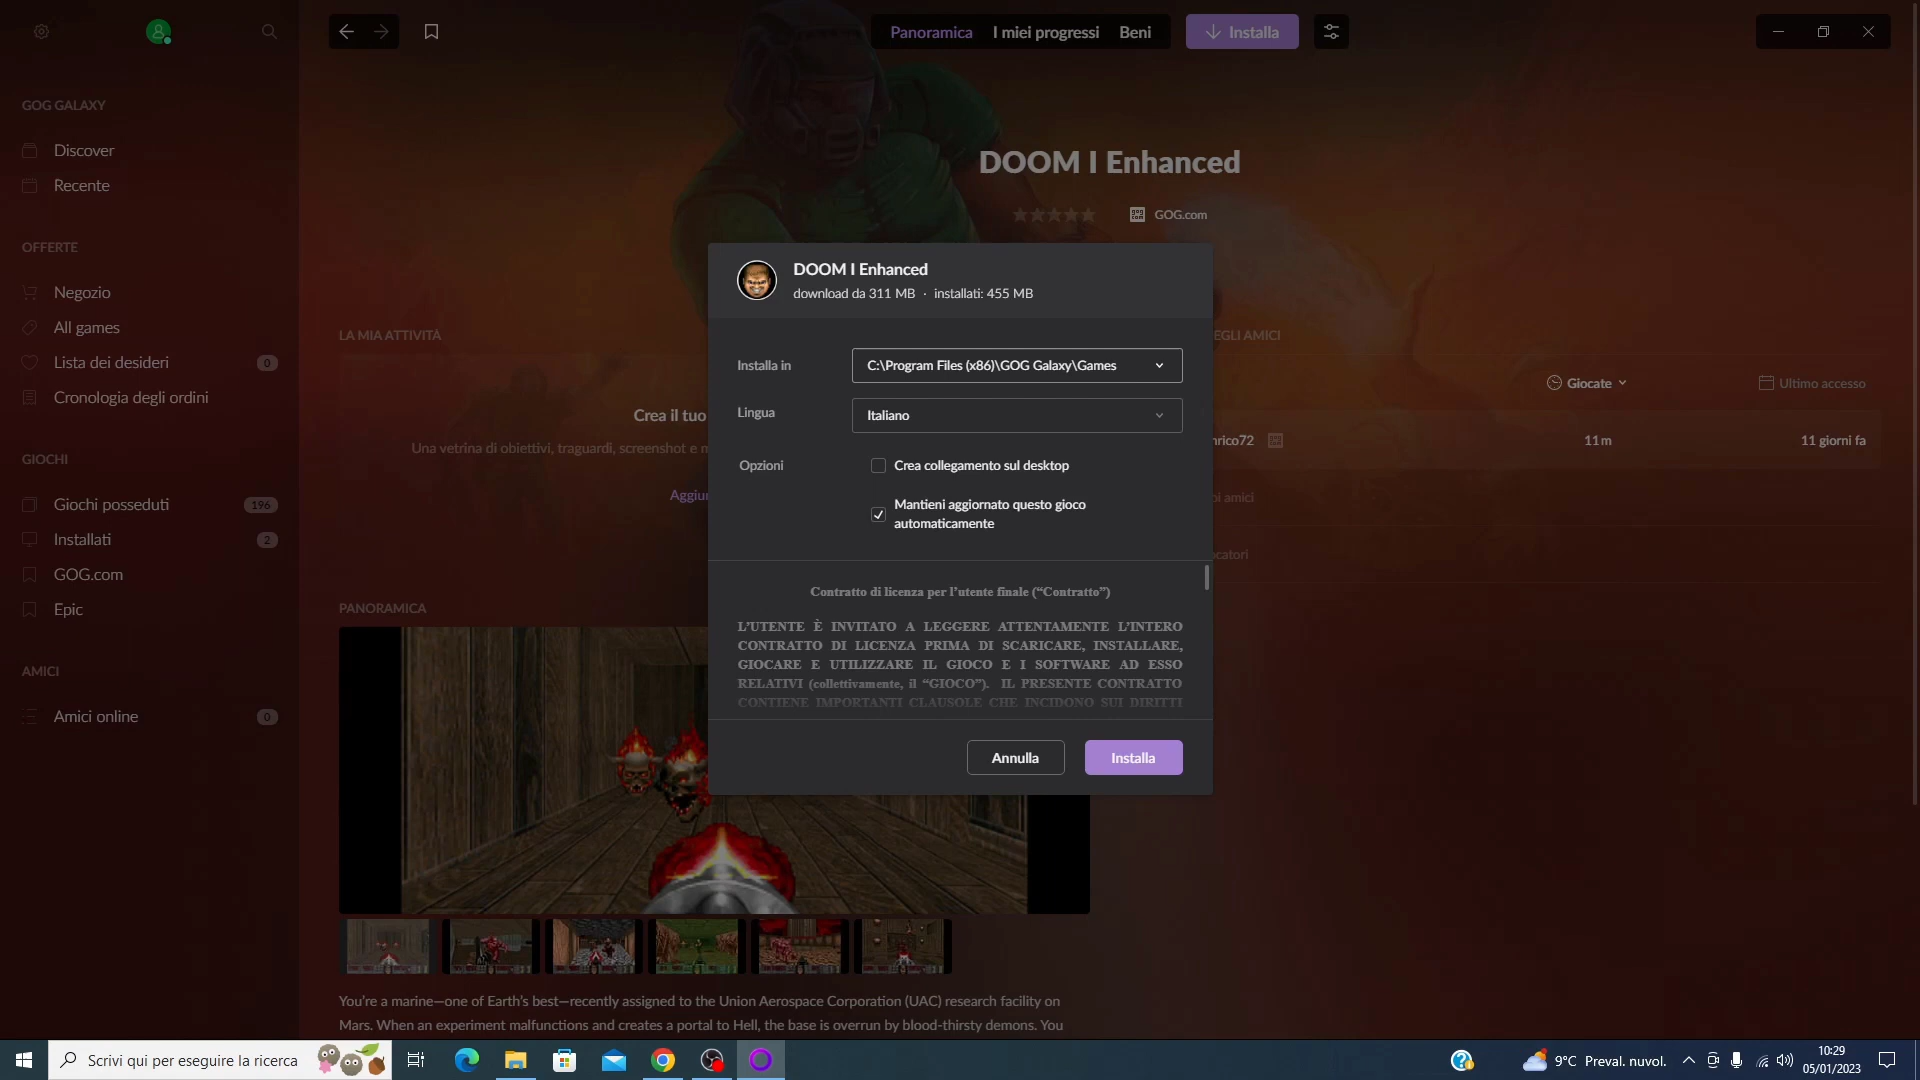 Panoramica
I miei progressi
Beni
Installa
GOG GALAXY
Discover
Recente
OFFERTE
Negozio
All games
Lista dei desideri
0
Cronologia degli ordini
GIOCHI
Giochi posseduti
196
Installati
2
GOG.com
Epic
AMICI
Amici online
0
DOOM I Enhanced
GOG.com
LA MIA ATTIVITÁ
Crea il tuo
Una vetrina di obiettivi, traguardi, screenshot e
Aggiun
EGLI AMICI
Giocate
Ultimo accesso
nrico72
11 m
11 giorni fa
amici
ocatori
DOOM I Enhanced
download da 311 MB · installati: 455 MB
Installa in
C:\Program Files (x86)\GOG Galaxy\Games
Lingua
Italiano
Opzioni
Crea collegamento sul desktop
Mantieni aggiornato questo gioco
automaticamente
Contratto di licenza per l’utente finale (“Contratto”)
L’UTENTE È INVITATO A LEGGERE ATTENTAMENTE L’INTERO
CONTRATTO DI LICENZA PRIMA DI SCARICARE, INSTALLARE,
GIOCARE E UTILIZZARE IL GIOCO E I SOFTWARE AD ESSO
RELATIVI (collettivamente, il “GIOCO”). IL PRESENTE CONTRATTO
CONTIENE IMPORTANTI CLAUSOLE CHE INCIDONO SUI DIRITTI
Annulla
Installa
PANORAMICA
You're a marine—one of Earth's best—recently assigned to the Union Aerospace Corporation (UAC) research facility on
Mars. When an experiment malfunctions and creates a portal to Hell, the base is overrun by blood-thirsty demons. You
Scrivi qui per eseguire la ricerca
9°C Preval. nuvol.
10:29
05/01/2023